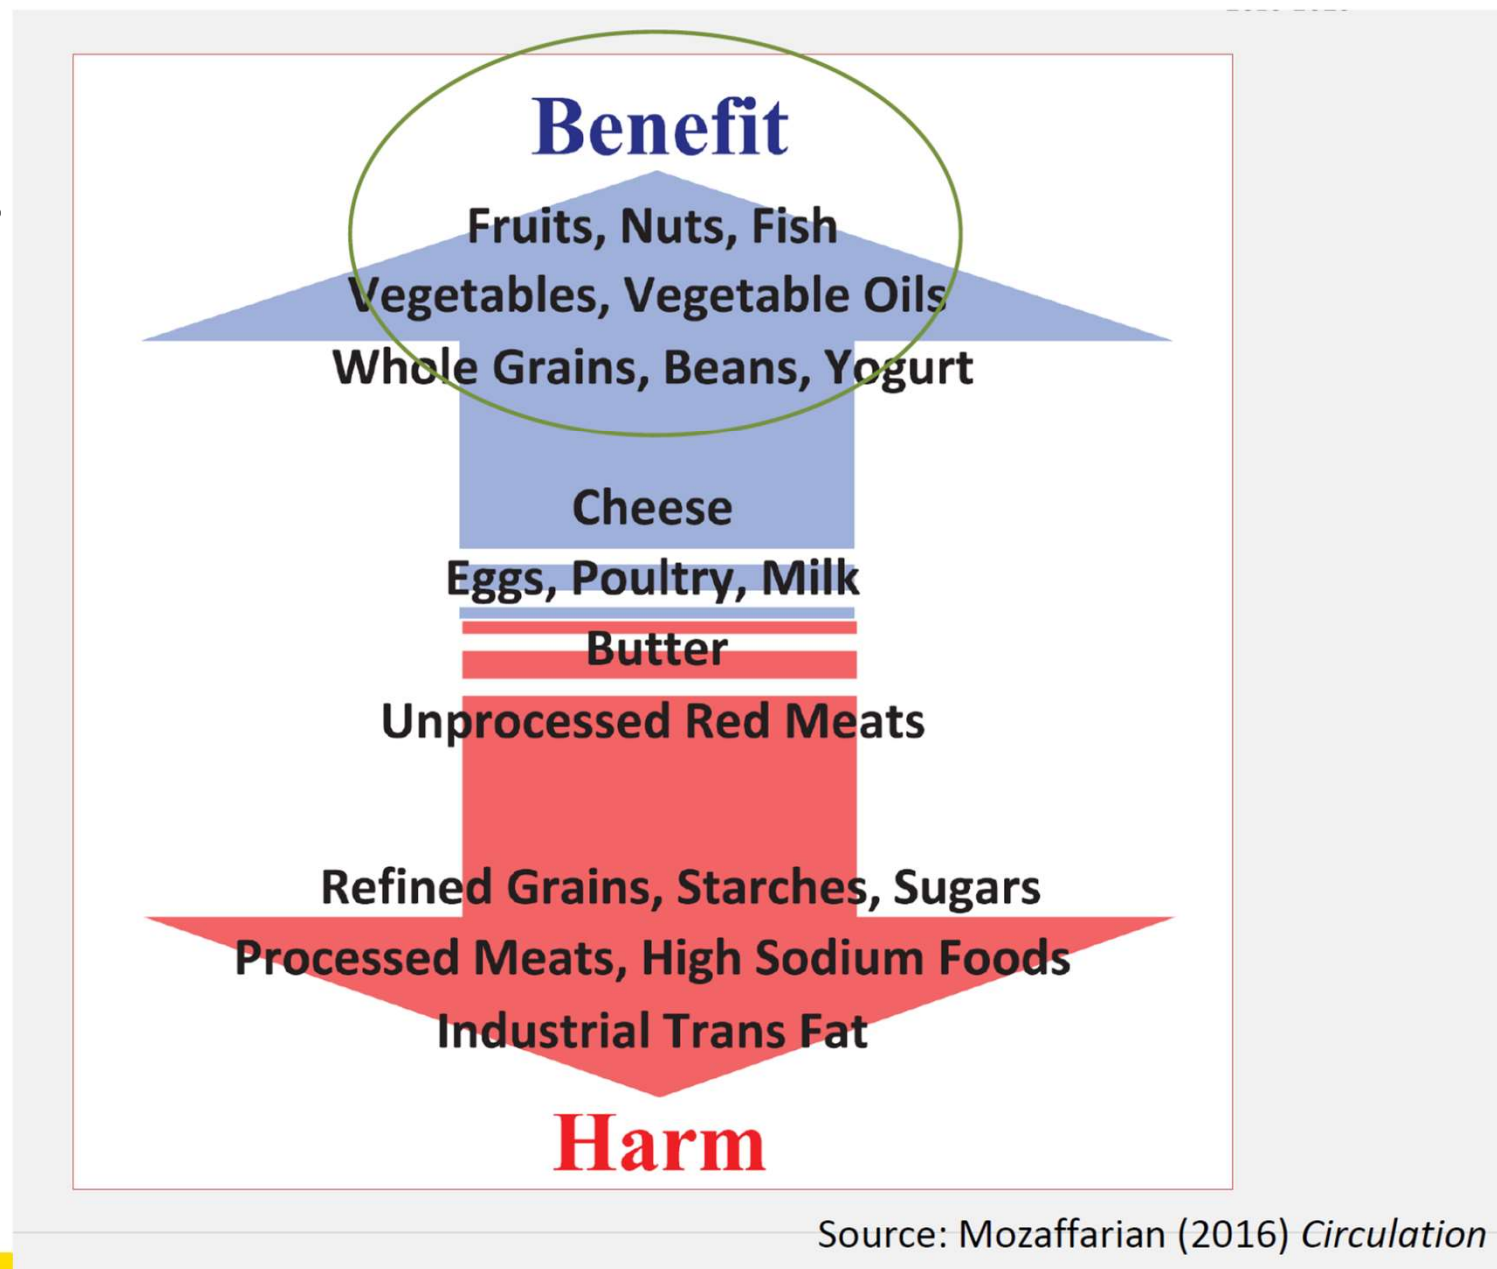 Benefit
Fruits, Nuts, Fish
Vegetables, Vegetable Oils
Whole Grains, Beans, Yogurt
Cheese
Eggs, Poultry, Milk
Butter
Unprocessed Red Meats
Refined Grains, Starches, Sugars
Processed Meats, High Sodium Foods
Industrial Trans Fat
Harm
Source: Mozaffarian (2016) Circulation